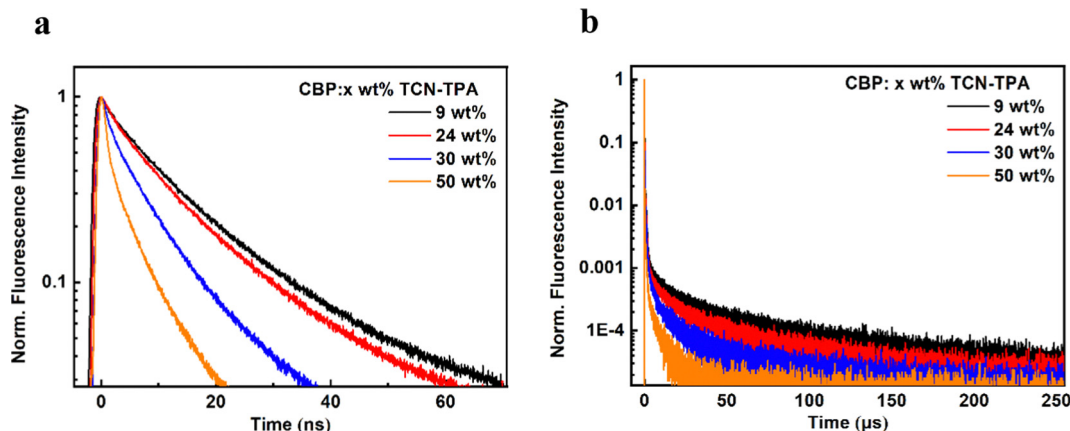 a
CBP:x wt% TCN-TPA
9 wt%
24 wt%
30 wt%
50 wt%
Norm. Fluorescence Intensity
1
0.1
0
20
40
60
Time (ns)
b
CBP: x wt% TCN-TPA
9 wt%
24 wt%
30 wt%
50 wt%
Norm. Fluorescence Intensity
1
0.1
0.01
0.001
1E-4
0
50
100
150
200
250
Time (µs)